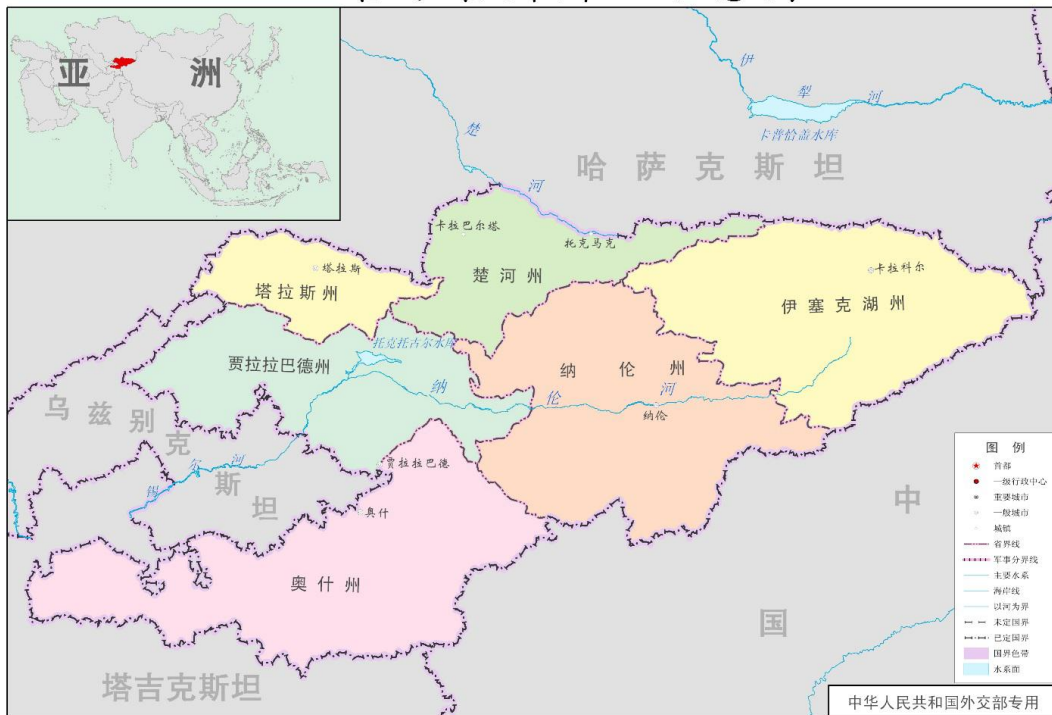 亚 洲
伊 犁 河
卡普恰盖水库
楚 河
哈萨克斯坦
卡拉巴尔塔
托克马克
楚河州
塔拉斯
塔拉斯州
卡拉科尔
伊塞克湖州
托克托古尔水库
贾拉拉巴德州
纳 伦 河
纳伦州
纳伦
乌兹别克斯坦
锡 尔 河
贾拉拉巴德
奥什
奥什州
中 国
塔吉克斯坦
图 例
首都
一级行政中心
重要城市
一般城市
城镇
省界线
军事分界线
主要水系
海岸线
以河为界
未定国界
已定国界
国界色带
水系面
中华人民共和国外交部专用